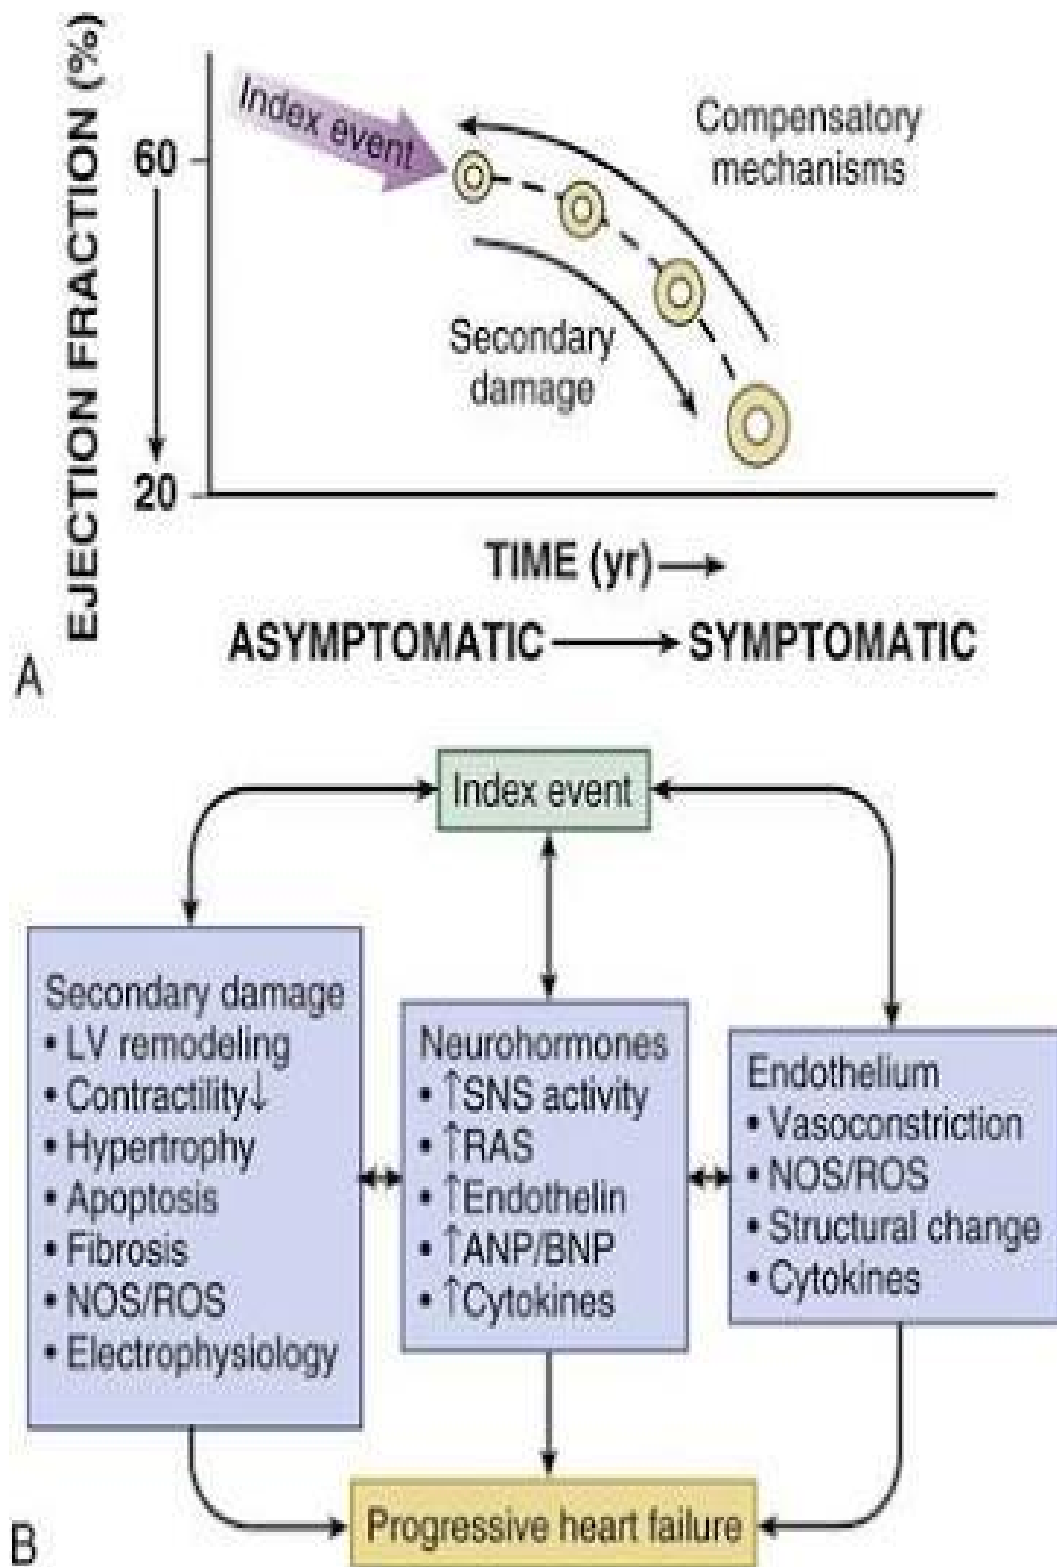 EJECTION FRACTION (%)
60
20
Index event
Compensatory
mechanisms
Secondary
damage
TIME (yr)
ASYMPTOMATIC
SYMPTOMATIC
A
Index event
Secondary damage
• LV remodeling
• Contractility↓
• Hypertrophy
• Apoptosis
• Fibrosis
• NOS/ROS
• Electrophysiology
Neurohormones
• ↑SNS activity
• ↑RAS
• ↑Endothelin
• ↑ANP/BNP
• ↑Cytokines
Endothelium
• Vasoconstriction
• NOS/ROS
• Structural change
• Cytokines
Progressive heart failure
B